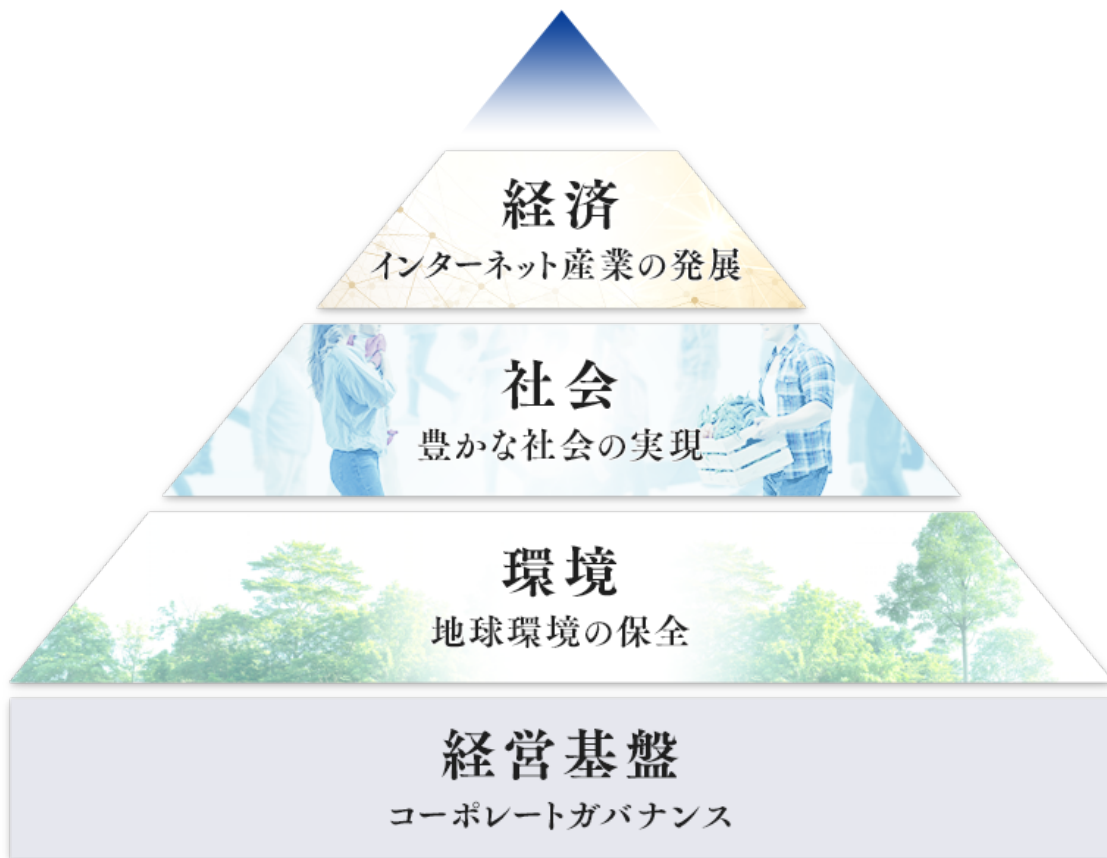 経済
インターネット産業の発展
社会
豊かな社会の実現
環境
地球環境の保全
経営基盤
コーポレートガバナンス